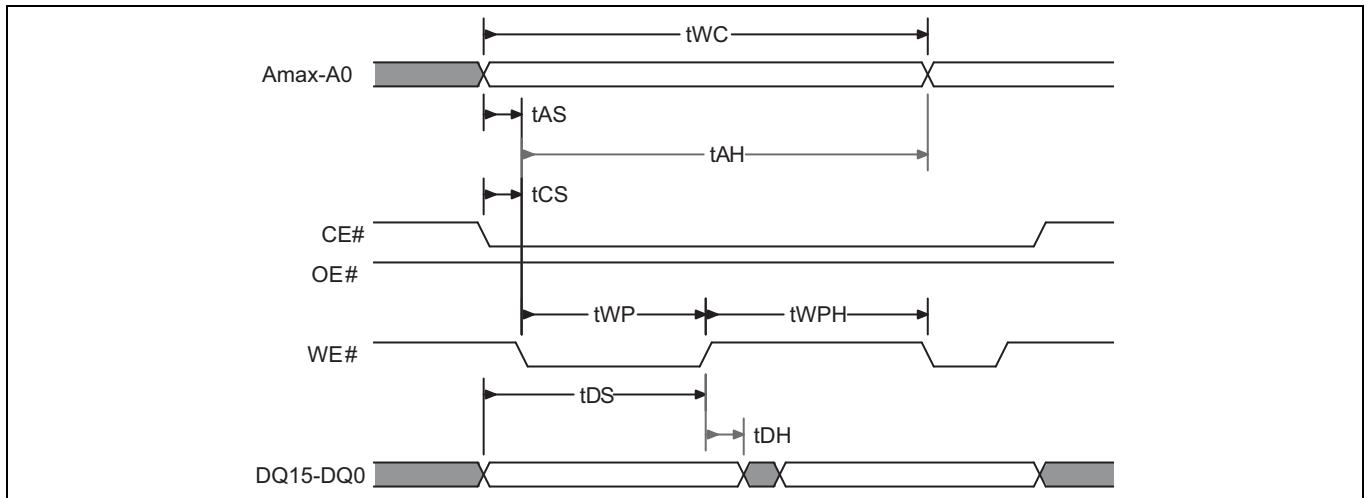 tWC
Amax-A0
tAS
tAH
tCS
CE#
OE#
tWP
tWPH
WE#
tDS
tDH
DQ15-DQ0